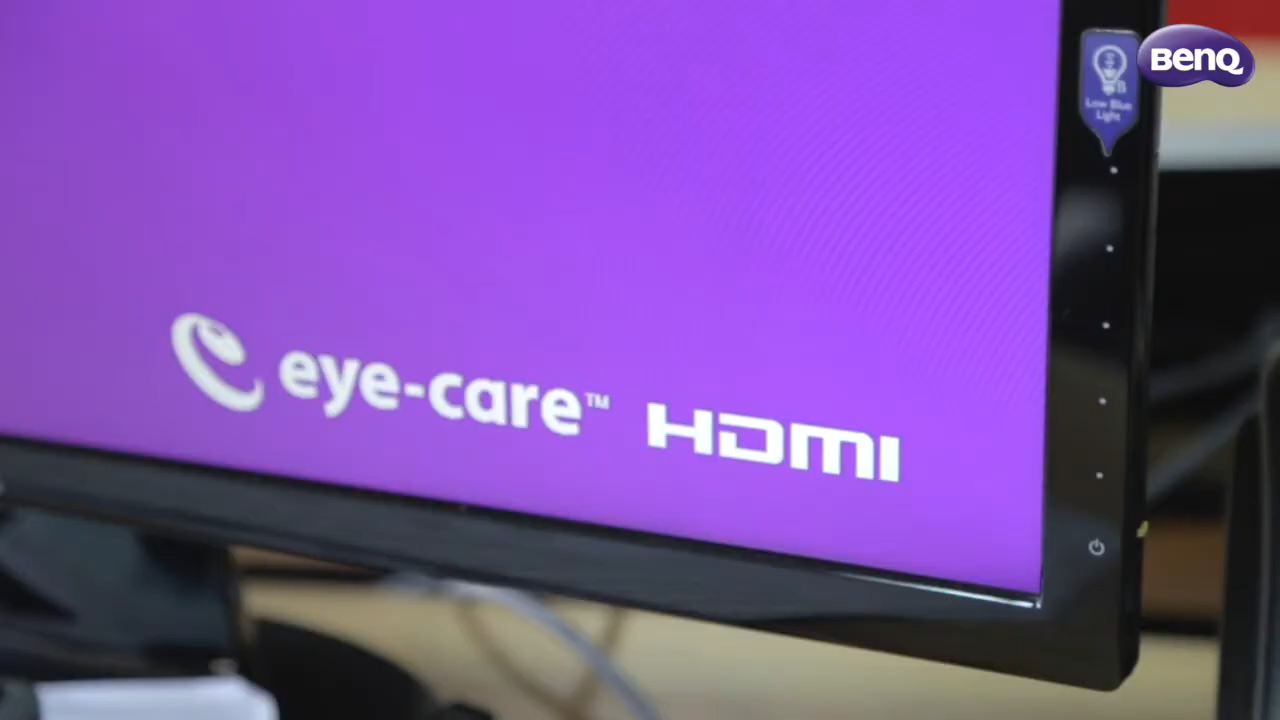 BenQ
Low Blue
Light
eye-care™
HDMI